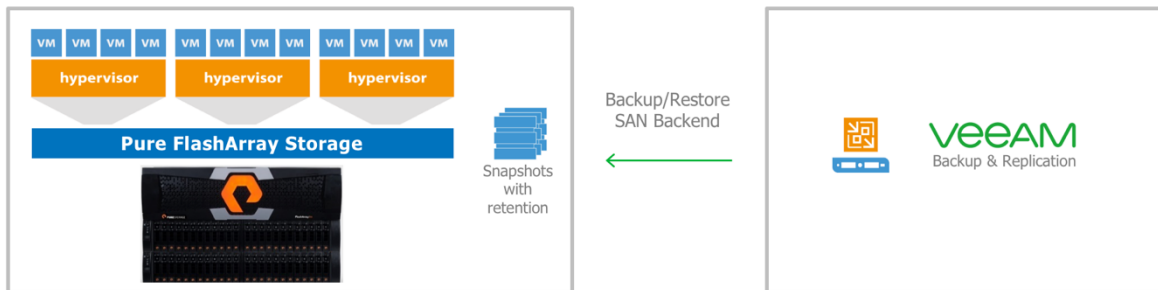 VM VM VM VM VM VM VM VM VM VM VM VM
hypervisor hypervisor hypervisor
Pure FlashArray Storage
Snapshots
with
retention
Backup/Restore
SAN Backend
veeAM
Backup & Replication